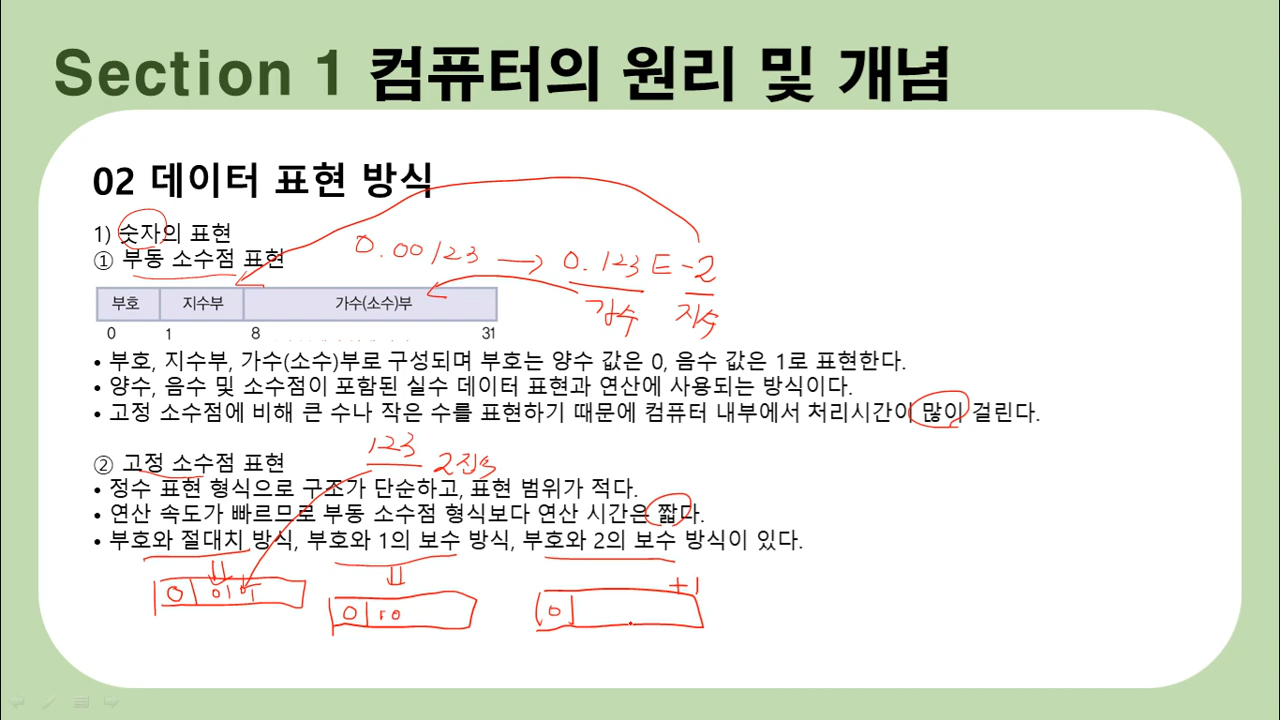 Section 1 컴퓨터의 원리 및 개념
02 데이터 표현 방식
1) 숫자의 표현
① 부동 소수점 표현
0.00123 → 0.123 E -2
지수
부호 지수부 가수(소수)부
0 1 8 31
• 부호, 지수부, 가수(소수)부로 구성되며 부호는 양수 값은 0, 음수 값은 1로 표현한다.
• 양수, 음수 및 소수점이 포함된 실수 데이터 표현과 연산에 사용되는 방식이다.
• 고정 소수점에 비해 큰 수나 작은 수를 표현하기 때문에 컴퓨터 내부에서 처리시간이 많이 걸린다.
123
② 고정 소수점 표현 2진수
• 정수 표현 형식으로 구조가 단순하고, 표현 범위가 적다.
• 연산 속도가 빠르므로 부동 소수점 형식보다 연산 시간은 짧다.
• 부호와 절대치 방식, 부호와 1의 보수 방식, 부호와 2의 보수 방식이 있다.
+1
0
0 10
0